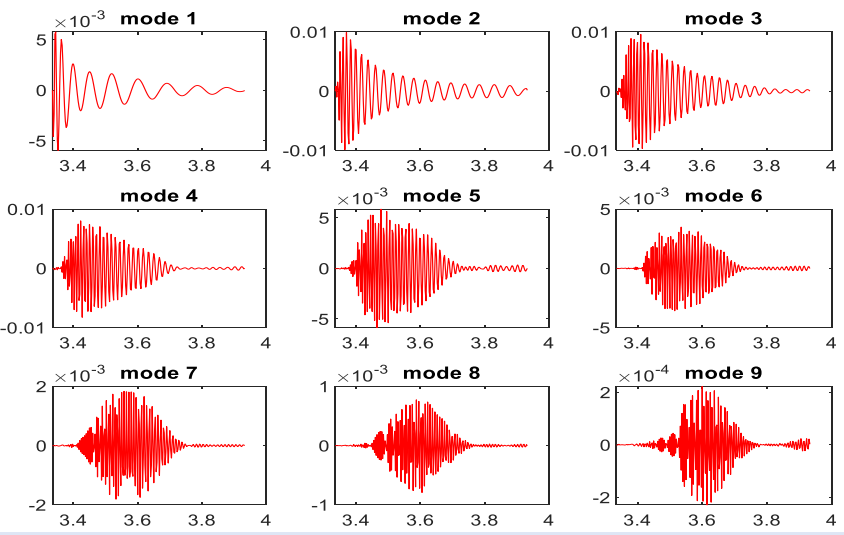 mode 1 mode 2 mode 3
×10⁻³
5 0.01 0.01
0 0 0
-5 -0.01 -0.01
3.4 3.6 3.8 4 3.4 3.6 3.8 4 3.4 3.6 3.8 4
mode 4 mode 5 mode 6
×10⁻³ ×10⁻³
0.01 5 5
0 0 0
-0.01 -5 -5
3.4 3.6 3.8 4 3.4 3.6 3.8 4 3.4 3.6 3.8 4
mode 7 mode 8 mode 9
×10⁻³ ×10⁻³ ×10⁻⁴
2 1 2
0 0 0
-2 -1 -2
3.4 3.6 3.8 4 3.4 3.6 3.8 4 3.4 3.6 3.8 4